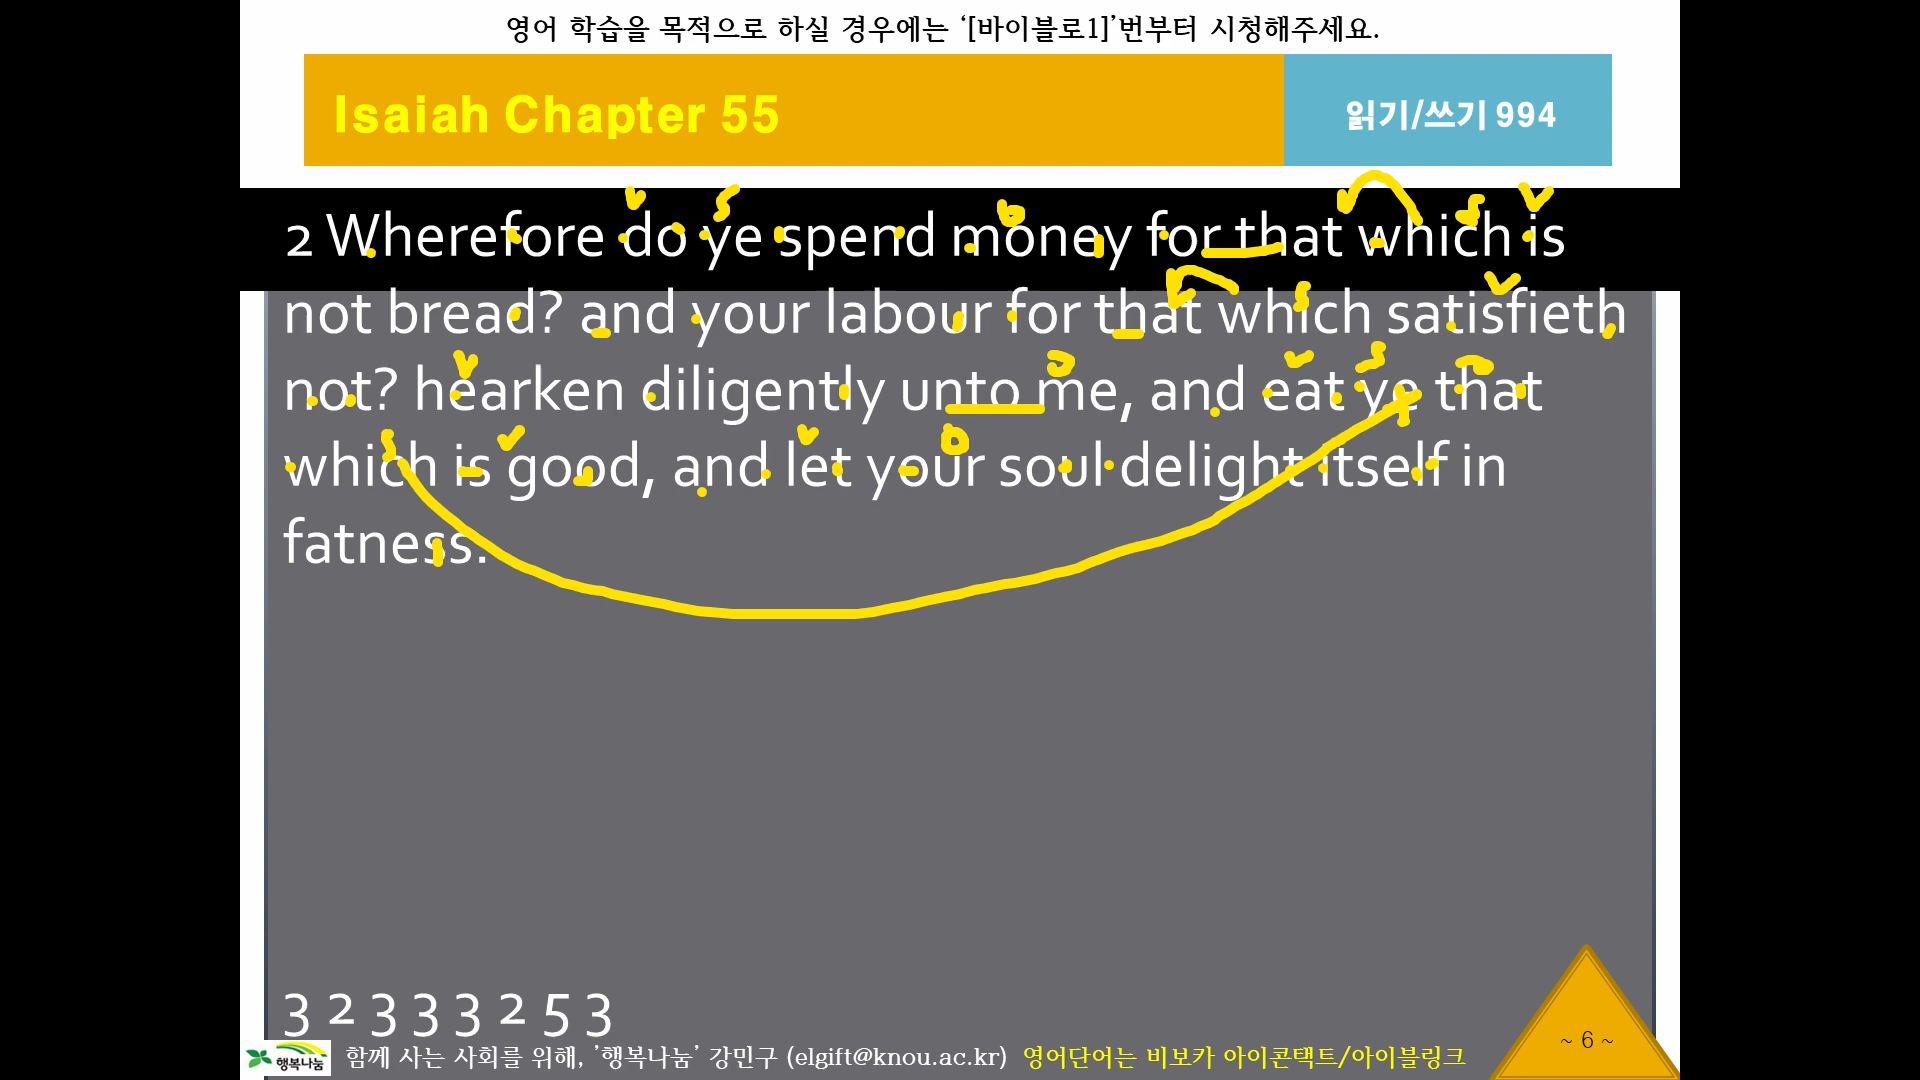 영어 학습을 목적으로 하실 경우에는 ‘[바이블로1]’번부터 시청해주세요.
Isaiah Chapter 55
읽기/쓰기 994
2 Wherefore do ye spend money for that which is
not bread? and your labour for that which satisfieth
not? hearken diligently unto me, and eat ye that
which is good, and let your soul delight itself in
fatness.
3 2 3 3 3 2 5 3
행복나눔 함께 사는 사회를 위해, ’행복나눔’ 강민구 (elgift@knou.ac.kr) 영어단어는 비보카 아이콘택트/아이블링크
~ 6 ~